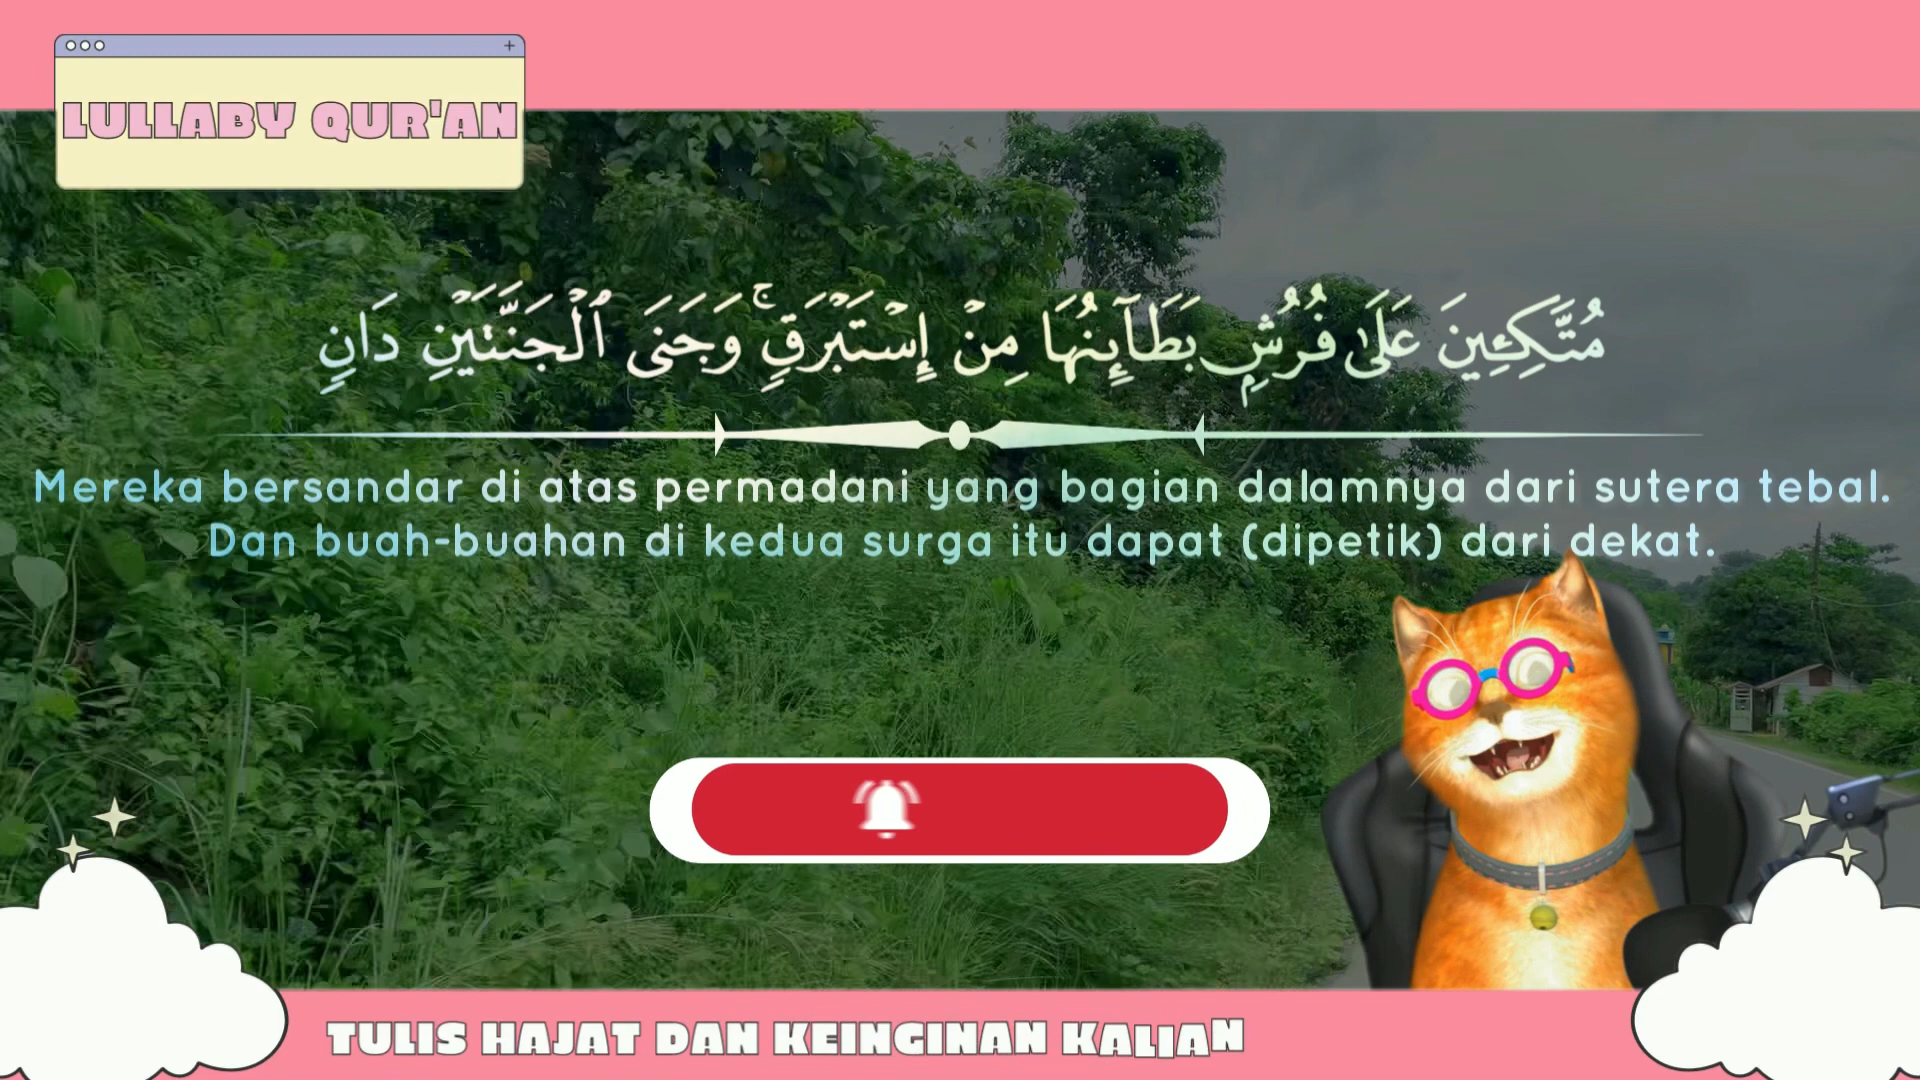 LULLABY QUR'AN
مُتَّكِـِٔينَ عَلَىٰ فُرُشٍۭ بَطَآئِنُهَا مِنْ إِسْتَبْرَقٍۚ وَجَنَى ٱلْجَنَّتَيْنِ دَانٍ
Mereka bersandar di atas permadani yang bagian dalamnya dari sutera tebal.
Dan buah-buahan di kedua surga itu dapat (dipetik) dari dekat.
TULIS HAJAT DAN KEINGINAN KALIAN